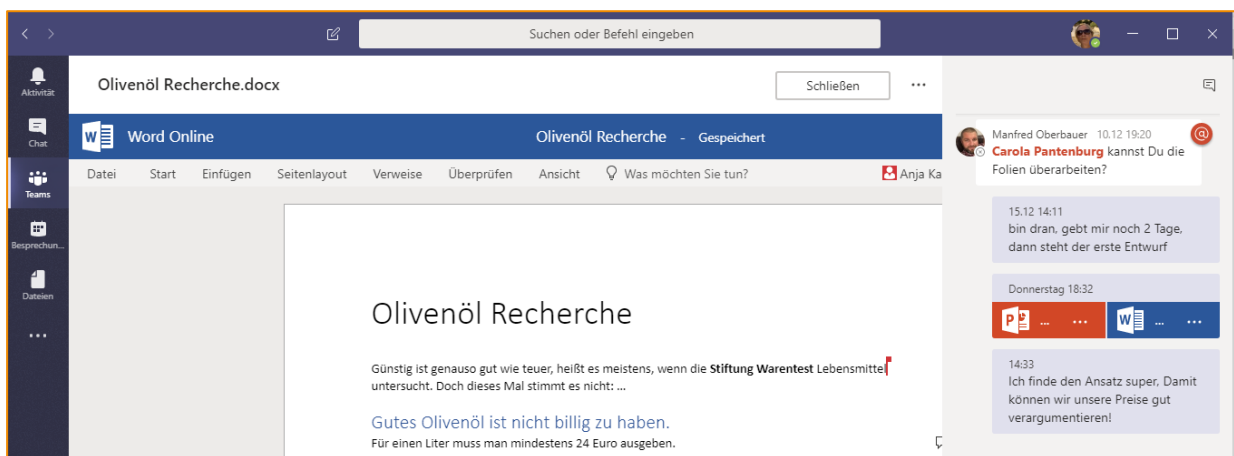 Suchen oder Befehl eingeben
Aktivität
Chat
Teams
Besprechun...
Dateien
Olivenöl Recherche.docx
Schließen
Word Online
Olivenöl Recherche - Gespeichert
Datei Start Einfügen Seitenlayout Verweise Überprüfen Ansicht Was möchten Sie tun? Anja Ka
Olivenöl Recherche
Günstig ist genauso gut wie teuer, heißt es meistens, wenn die Stiftung Warentest Lebensmittel
untersucht. Doch dieses Mal stimmt es nicht: ...
Gutes Olivenöl ist nicht billig zu haben.
Für einen Liter muss man mindestens 24 Euro ausgeben.
Manfred Oberbauer 10.12 19:20
Carola Pantenburg kannst Du die
Folien überarbeiten?
15.12 14:11
bin dran, gebt mir noch 2 Tage,
dann steht der erste Entwurf
Donnerstag 18:32
P ... ... W ... ...
14:33
Ich finde den Ansatz super, Damit
können wir unsere Preise gut
verargumentieren!